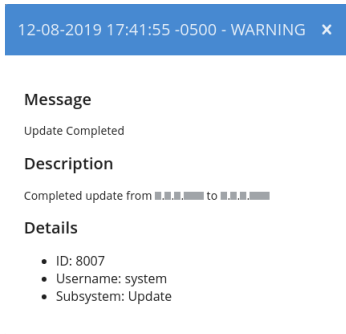 12-08-2019 17:41:55 -0500 - WARNING ×
Message
Update Completed
Description
Completed update from to
Details
• ID: 8007
• Username: system
• Subsystem: Update